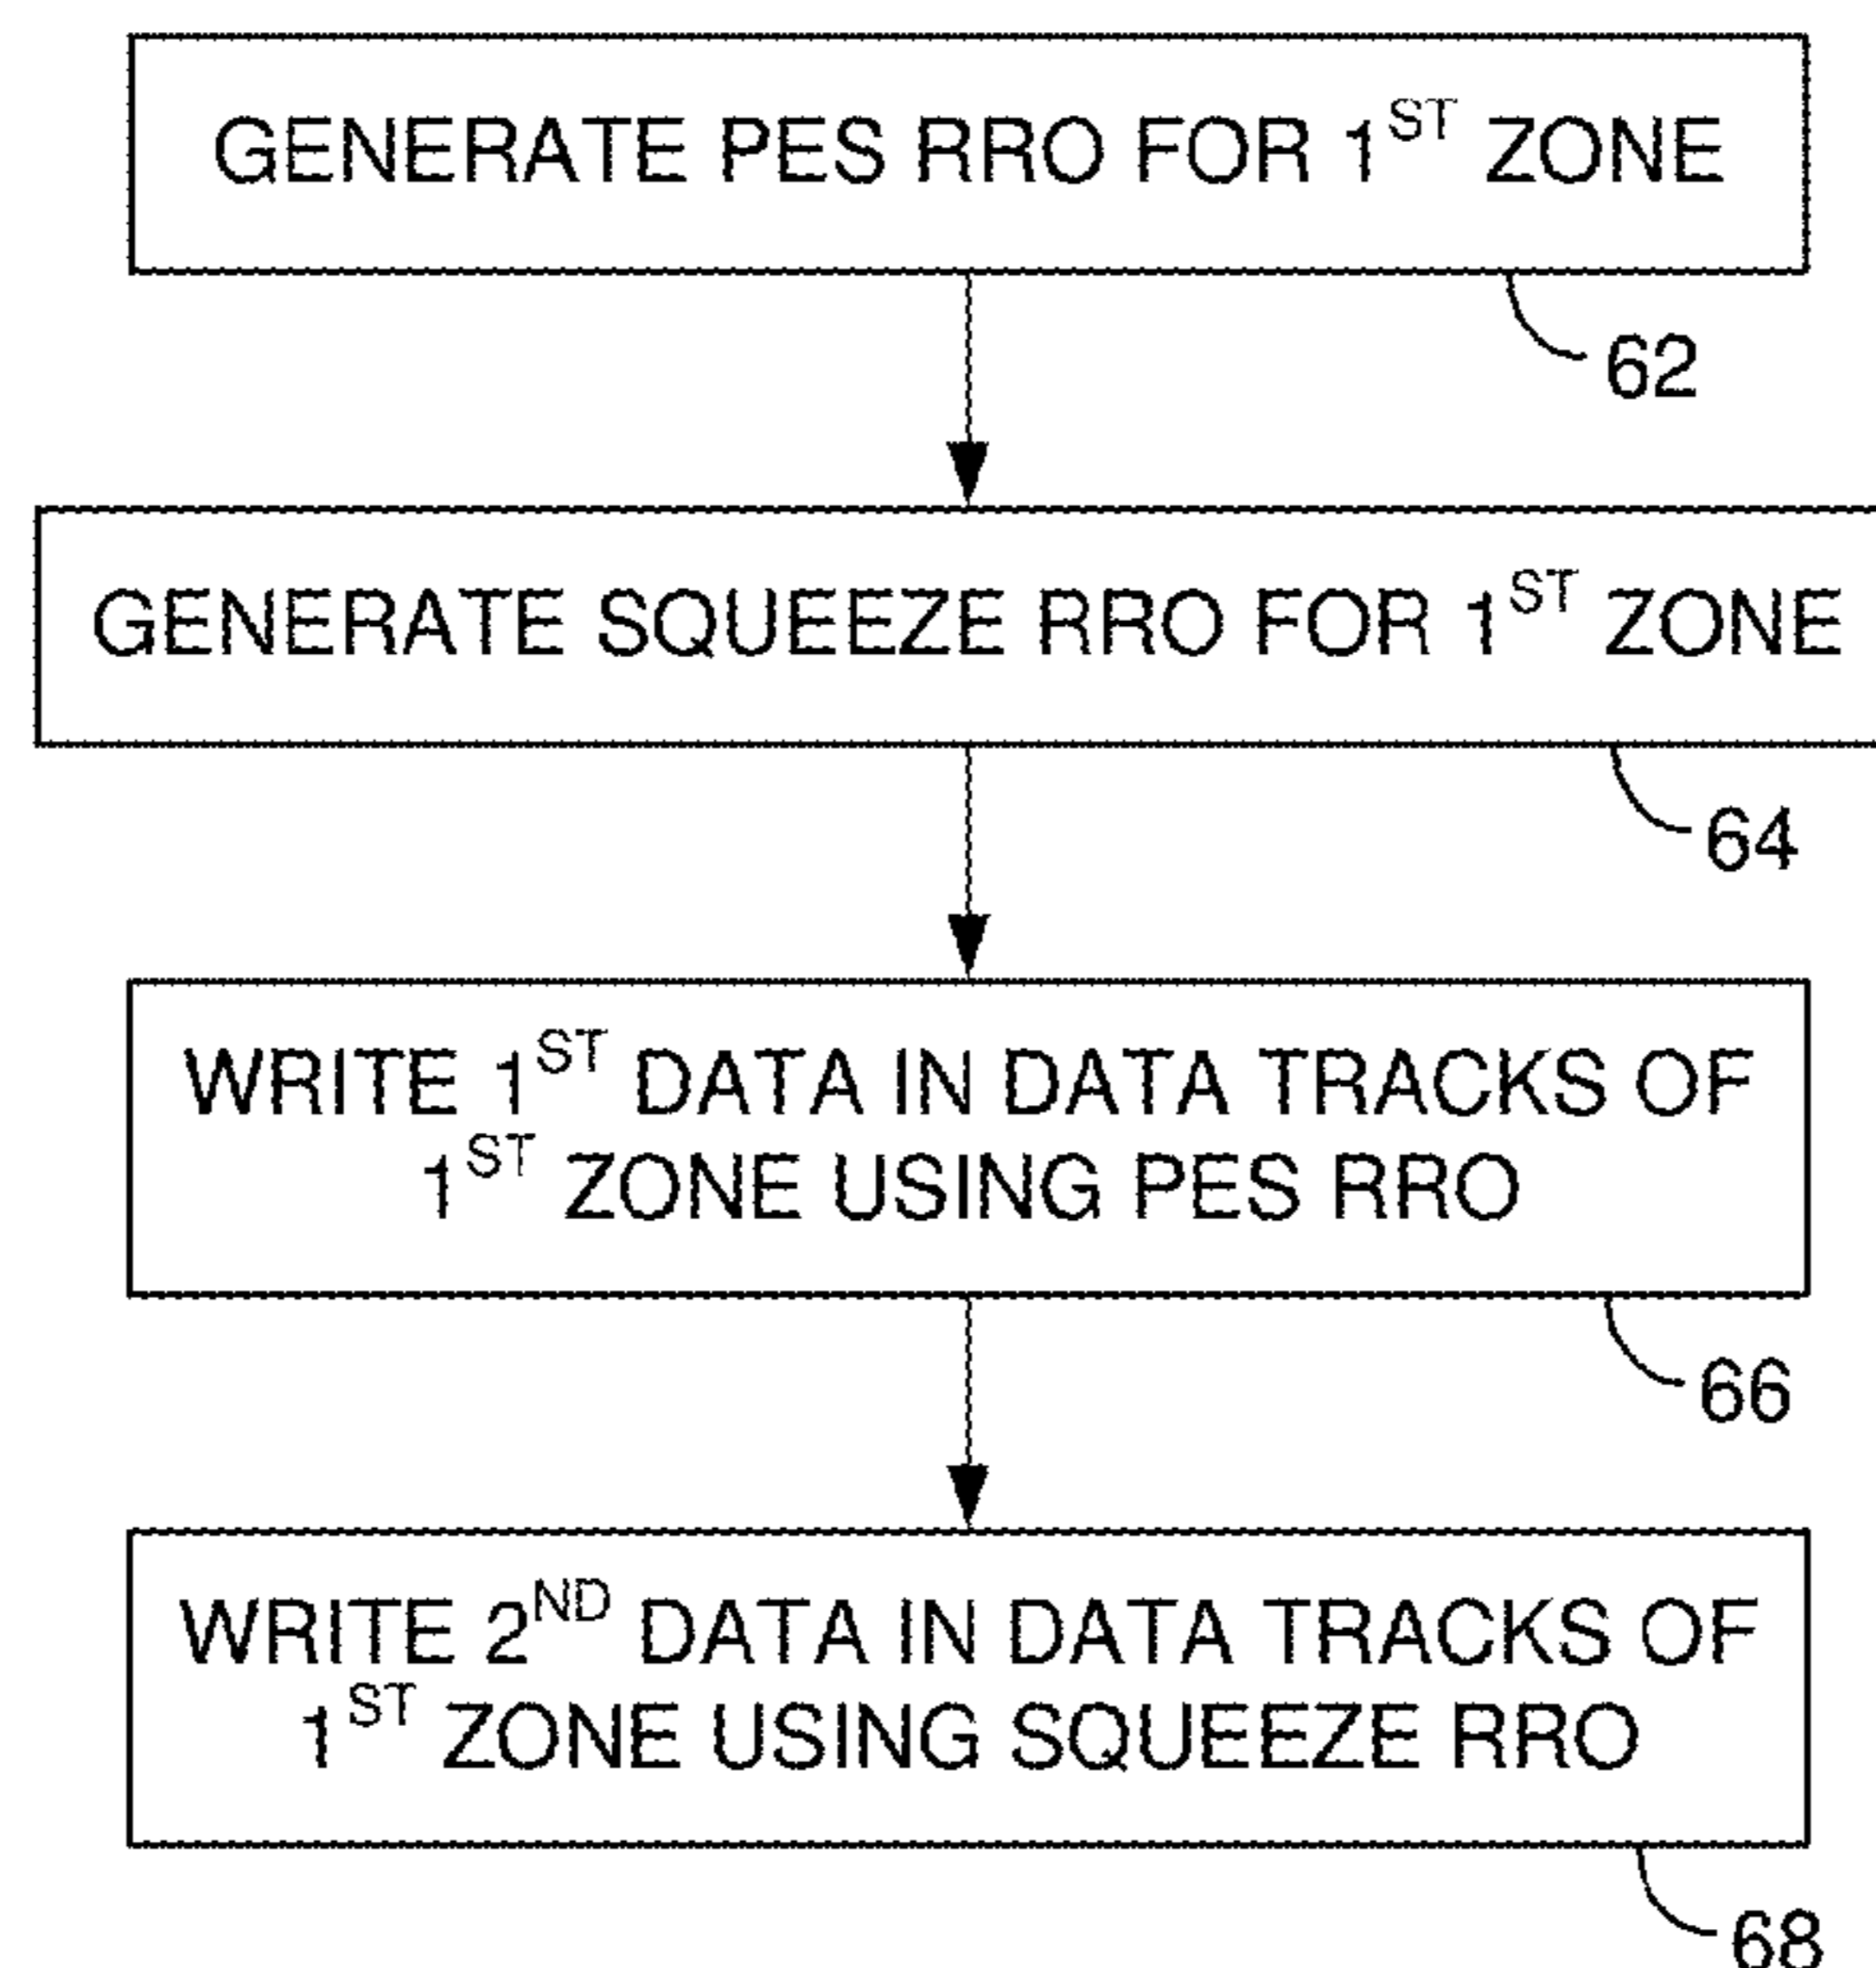 GENERATE PES RRO FOR 1ST ZONE
62
GENERATE SQUEEZE RRO FOR 1ST ZONE
64
WRITE 1ST DATA IN DATA TRACKS OF
1ST ZONE USING PES RRO
66
WRITE 2ND DATA IN DATA TRACKS OF
1ST ZONE USING SQUEEZE RRO
68